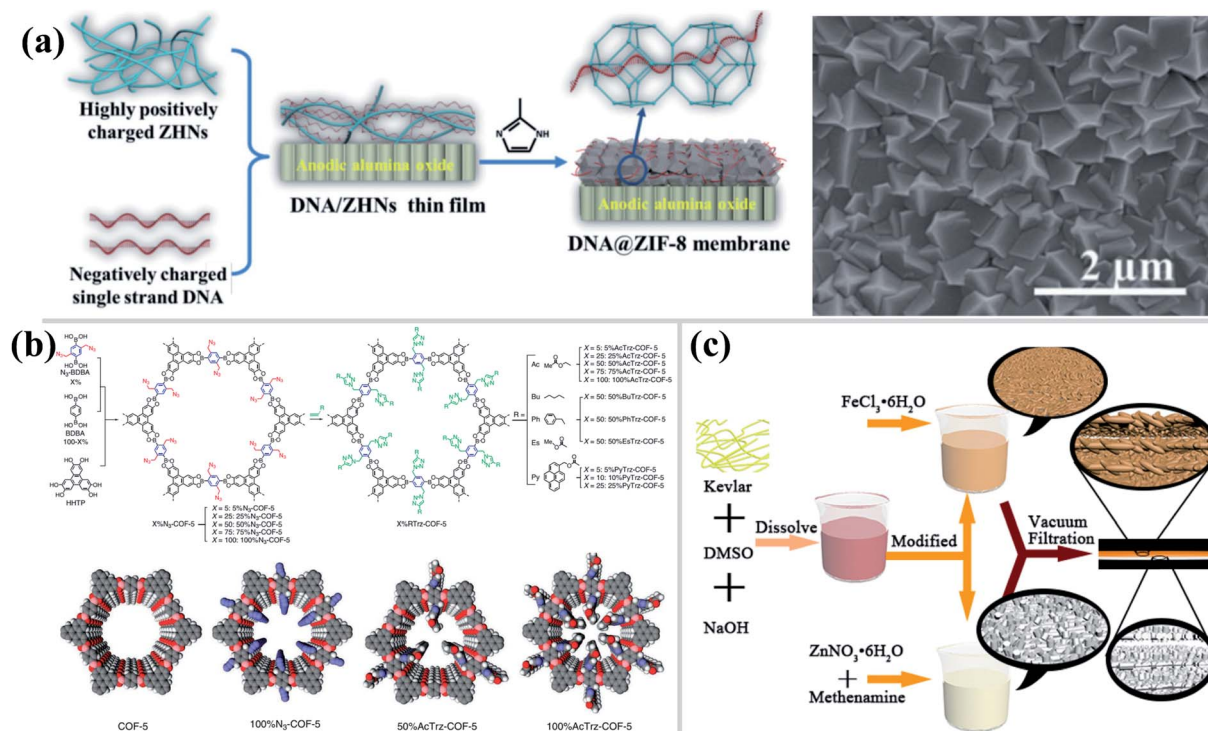 (a)
Highly positively
charged ZHNs
Negatively charged
single strand DNA
Anodic alumina oxide
DNA/ZHNs thin film
N
NH
Anodic alumina oxide
DNA@ZIF-8 membrane
2 μm
(b)
N₃-BDBA
X%
BDBA
100-X%
HHTP
X%N₃-COF-5
X = 5: 5%N₃-COF-5
X = 25: 25%N₃-COF-5
X = 50: 50%N₃-COF-5
X = 75: 75%N₃-COF-5
X = 100: 100%N₃-COF-5
X%RTrz-COF-5
R =
Ac
X = 5: 5%AcTrz-COF-5
X = 25: 25%AcTrz-COF-5
X = 50: 50%AcTrz-COF-5
X = 75: 75%AcTrz-COF-5
X = 100: 100%AcTrz-COF-5
Bu
X = 50: 50%BuTrz-COF-5
Ph
X = 50: 50%PhTrz-COF-5
Es
X = 50: 50%EsTrz-COF-5
Py
X = 5: 5%PyTrz-COF-5
X = 10: 10%PyTrz-COF-5
X = 25: 25%PyTrz-COF-5
COF-5
100%N₃-COF-5
50%AcTrz-COF-5
100%AcTrz-COF-5
(c)
Kevlar
+
DMSO
+
NaOH
Dissolve
Modified
FeCl₃•6H₂O
ZnNO₃•6H₂O
+
Methenamine
Vacuum
Filtration